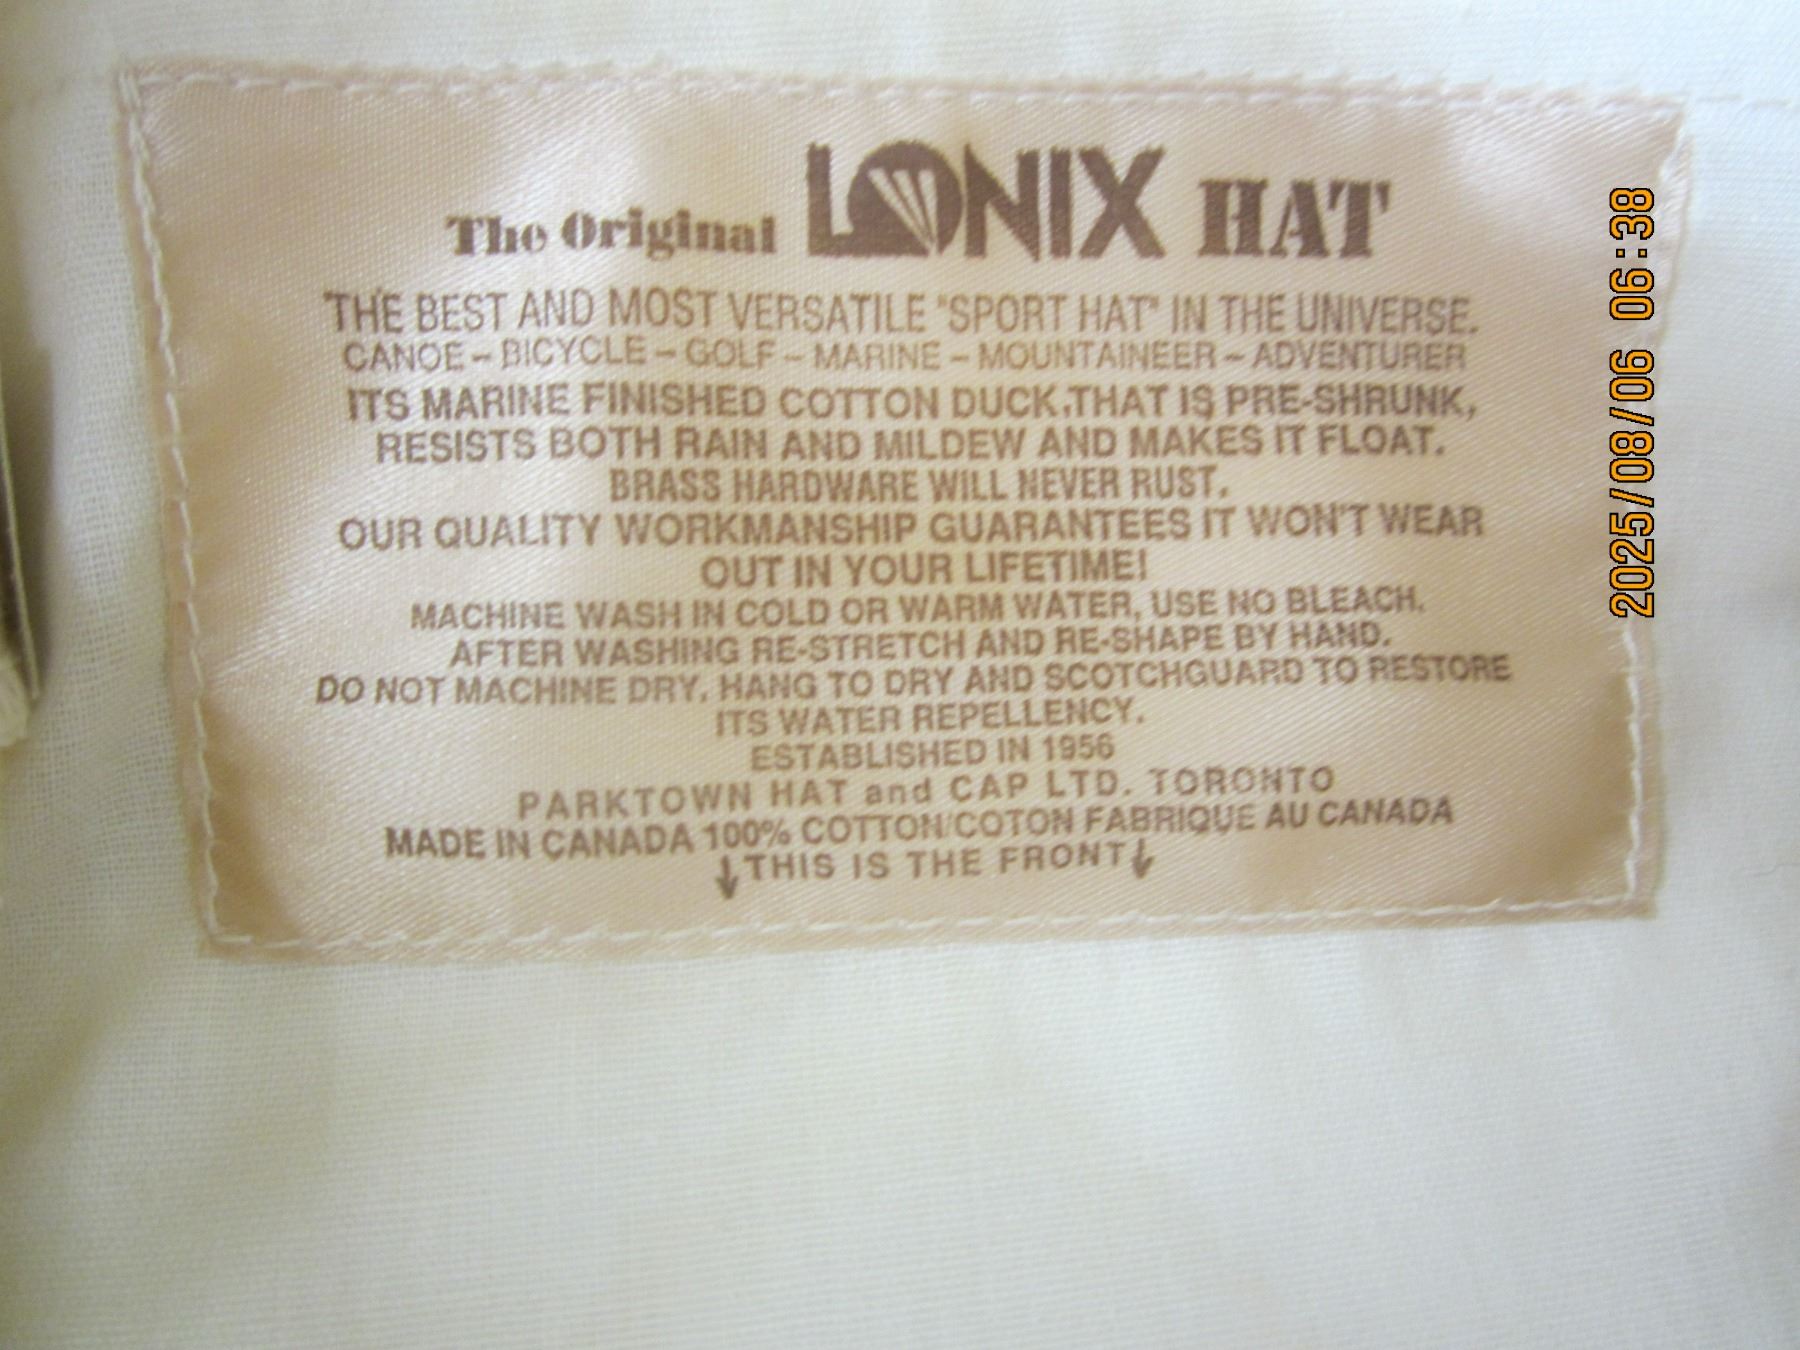 The Original LONIX HAT
THE BEST AND MOST VERSATILE "SPORT HAT" IN THE UNIVERSE.
CANOE – BICYCLE – GOLF – MARINE – MOUNTAINEER – ADVENTURER
ITS MARINE FINISHED COTTON DUCK.THAT IS PRE-SHRUNK,
RESISTS BOTH RAIN AND MILDEW AND MAKES IT FLOAT.
BRASS HARDWARE WILL NEVER RUST.
OUR QUALITY WORKMANSHIP GUARANTEES IT WON'T WEAR
OUT IN YOUR LIFETIME!
MACHINE WASH IN COLD OR WARM WATER, USE NO BLEACH.
AFTER WASHING RE-STRETCH AND RE-SHAPE BY HAND.
DO NOT MACHINE DRY. HANG TO DRY AND SCOTCHGUARD TO RESTORE
ITS WATER REPELLENCY.
ESTABLISHED IN 1956
PARKTOWN HAT and CAP LTD. TORONTO
MADE IN CANADA 100% COTTON/COTON FABRIQUE AU CANADA
↓THIS IS THE FRONT↓
2025/08/06 06:38